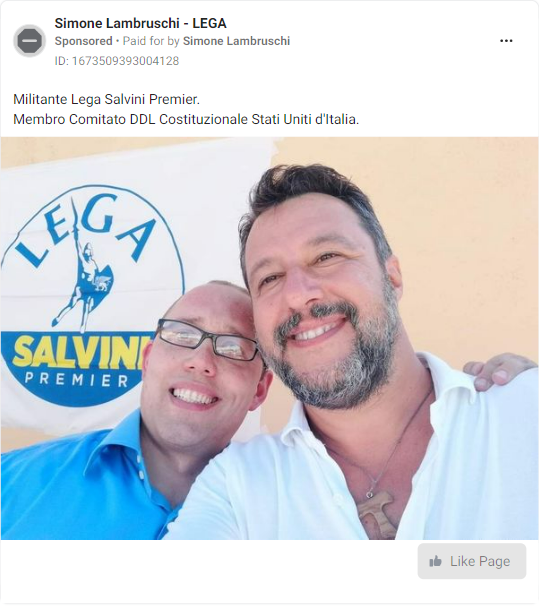 Simone Lambruschi - LEGA
Sponsored • Paid for by Simone Lambruschi
ID: 1673509393004128
Militante Lega Salvini Premier.
Membro Comitato DDL Costituzionale Stati Uniti d'Italia.
LEGA
SALVINI
PREMIER
Like Page